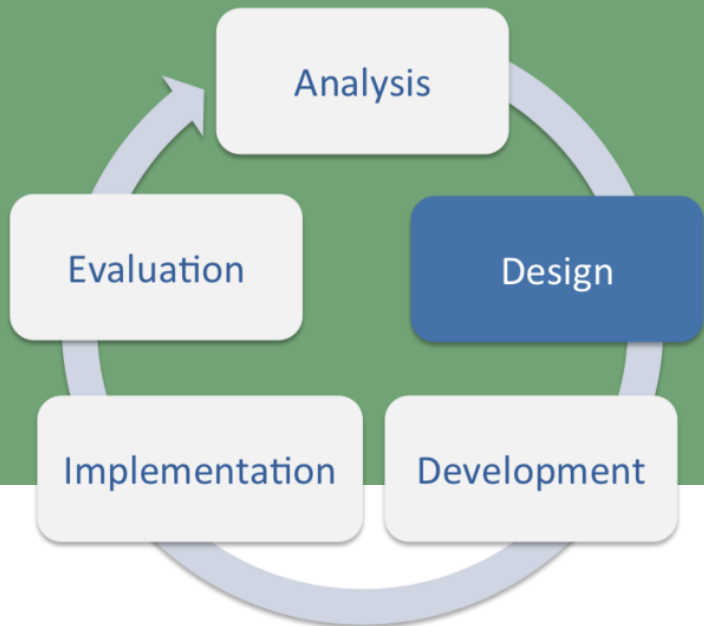 Analysis
Design
Development
Implementation
Evaluation